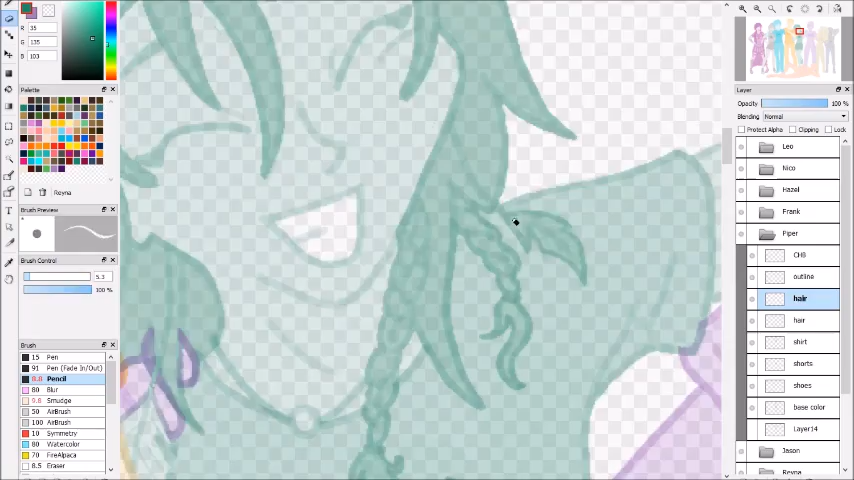 R 35
G 135
B 103
Palette
Reyna
Brush Preview
Brush Control
5.3
100 %
Brush
15 Pen
91 Pen (Fade In/Out)
8.8 Pencil
80 Blur
9.8 Smudge
50 AirBrush
100 AirBrush
10 Symmetry
80 Watercolor
70 FireAlpaca
8.5 Eraser
Layer
Opacity 100 %
Blending Normal
Protect Alpha Clipping Lock
Leo
Nico
Hazel
Frank
Piper
CHB
outline
hair
hair
shirt
shorts
shoes
base color
Layer14
Jason
Reyna